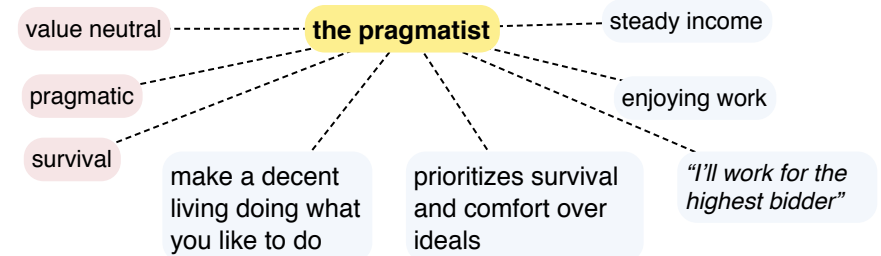 value neutral
the pragmatist
steady income
pragmatic
enjoying work
survival
make a decent
living doing what
you like to do
prioritizes survival
and comfort over
ideals
“I’ll work for the
highest bidder”